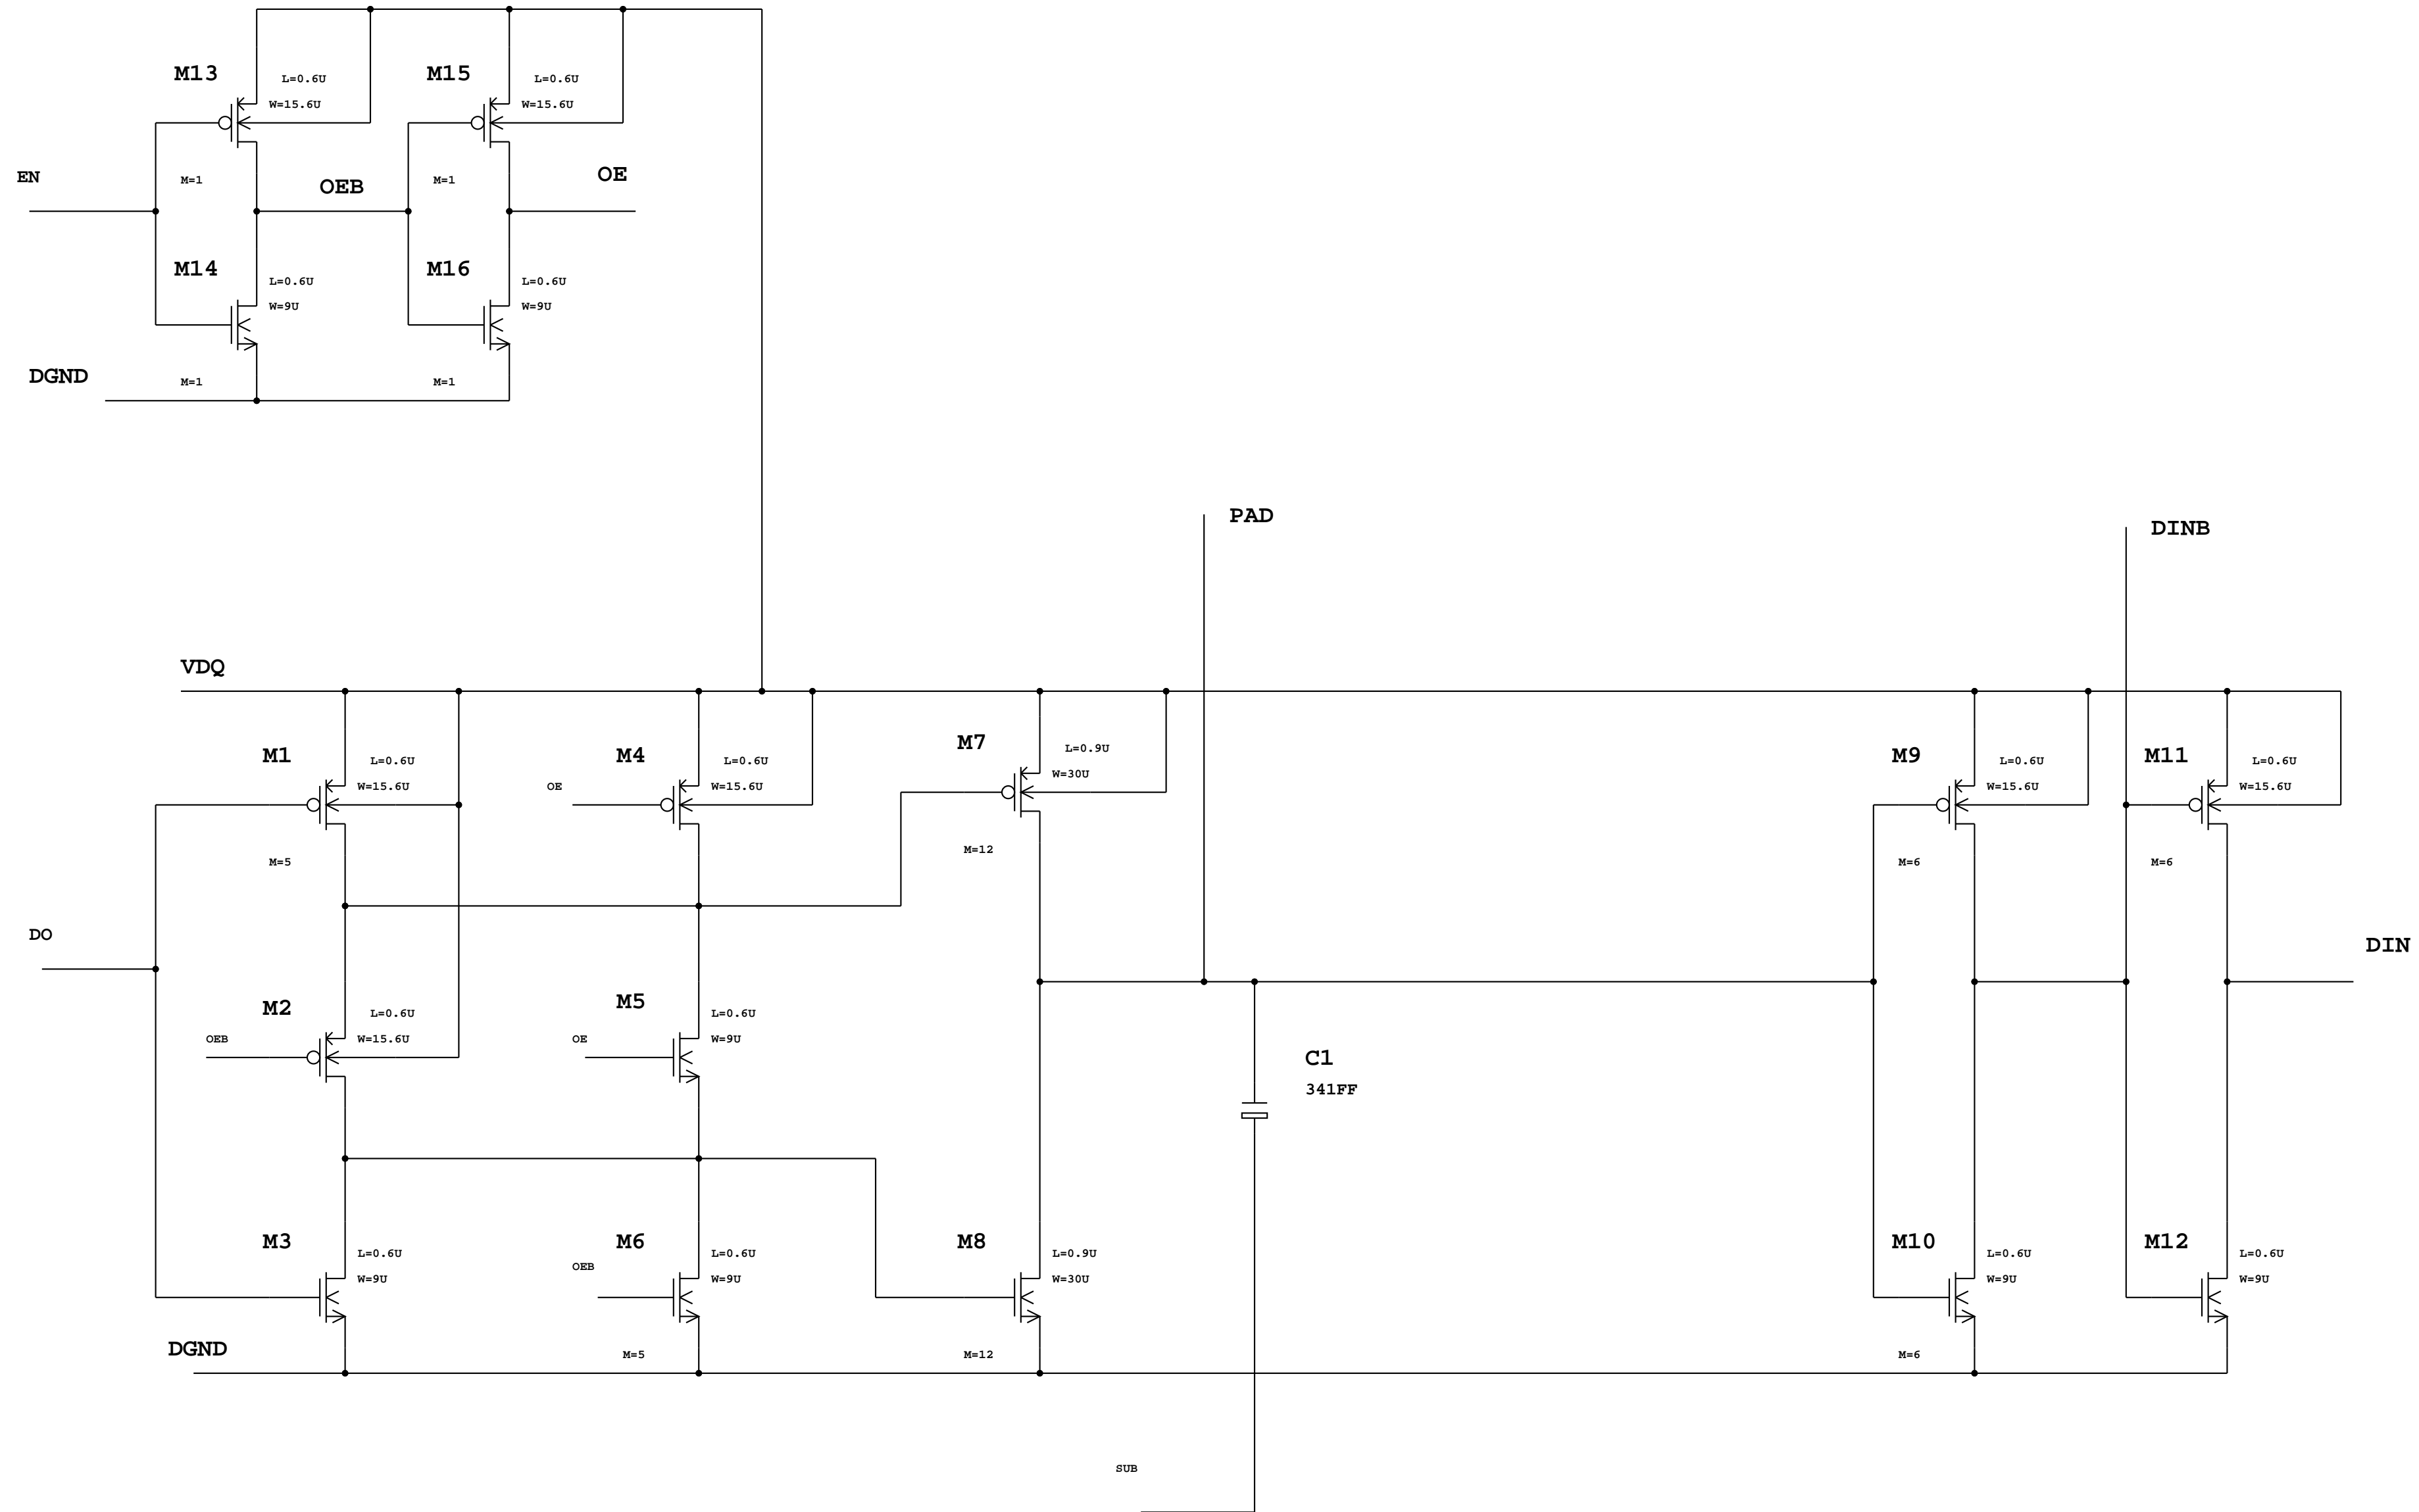 M13
L=0.6U
W=15.6U
M=1
M15
L=0.6U
W=15.6U
M=1
EN
OEB
OE
M14
L=0.6U
W=9U
M=1
M16
L=0.6U
W=9U
M=1
DGND
PAD
DINB
VDQ
M1
L=0.6U
W=15.6U
M=5
M4
L=0.6U
W=15.6U
OE
M7
L=0.9U
W=30U
M=12
M9
L=0.6U
W=15.6U
M=6
M11
L=0.6U
W=15.6U
M=6
DO
DIN
M2
L=0.6U
W=15.6U
OEB
M5
L=0.6U
W=9U
OE
C1
341FF
M3
L=0.6U
W=9U
M6
L=0.6U
W=9U
OEB
M=5
M8
L=0.9U
W=30U
M=12
M10
L=0.6U
W=9U
M=6
M12
L=0.6U
W=9U
DGND
SUB